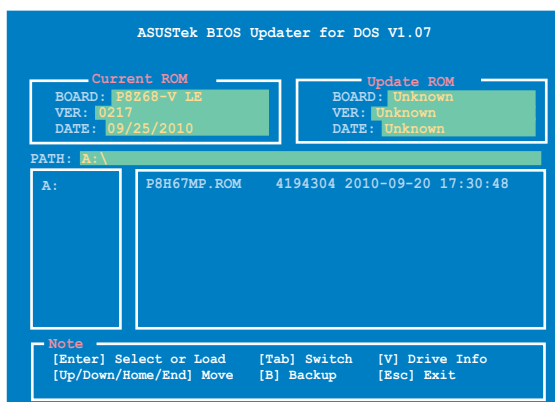 ASUSTek BIOS Updater for DOS V1.07
Current ROM
BOARD: P8Z68-V LE
VER: 0217
DATE: 09/25/2010
Update ROM
BOARD: Unknown
VER: Unknown
DATE: Unknown
PATH: A:\
A:
P8H67MP.ROM 4194304 2010-09-20 17:30:48
Note
[Enter] Select or Load [Tab] Switch [V] Drive Info
[Up/Down/Home/End] Move [B] Backup [Esc] Exit